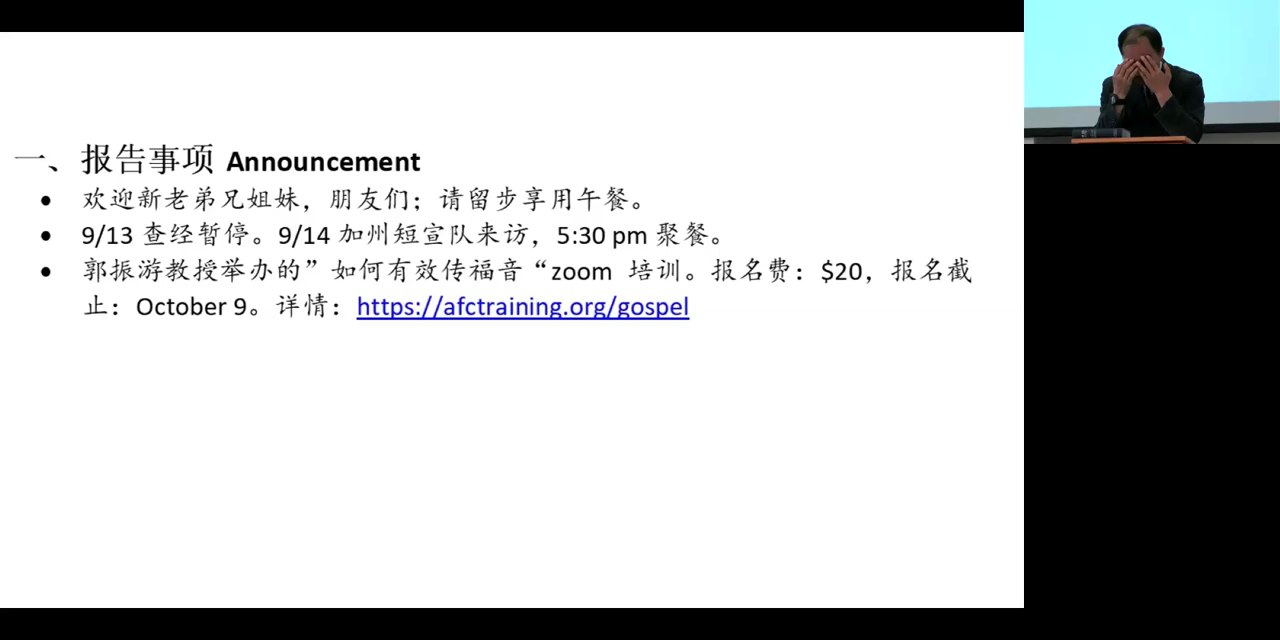 一、报告事项 Announcement
• 欢迎新老弟兄姐妹，朋友们；请留步享用午餐。
• 9/13 查经暂停。9/14 加州短宣队来访，5:30 pm 聚餐。
• 郭振游教授举办的”如何有效传福音“zoom 培训。报名费：$20，报名截
止：October 9。详情：https://afctraining.org/gospel